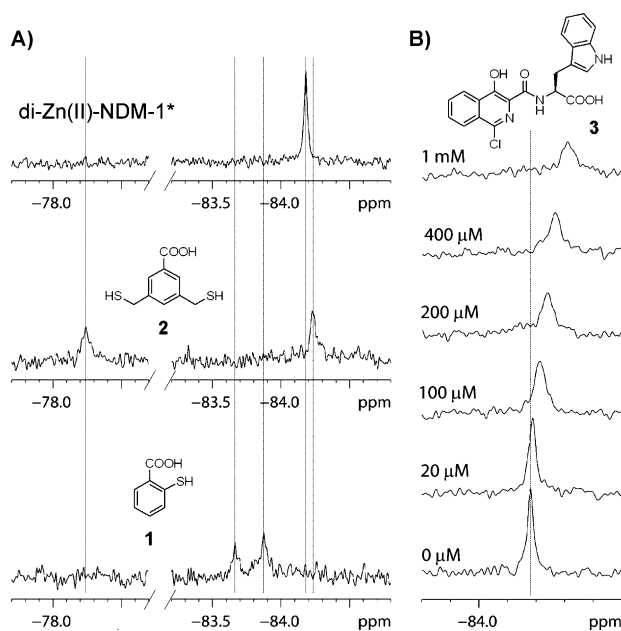 A)
di-Zn(II)-NDM-1*
−78.0 −83.5 −84.0 ppm
COOH
HS SH
2
−78.0 −83.5 −84.0 ppm
COOH
SH
1
−78.0 −83.5 −84.0 ppm
B)
NH
OH O
N
H
COOH
N
Cl
3
1 mM
400 µM
200 µM
100 µM
20 µM
0 µM
−84.0 ppm